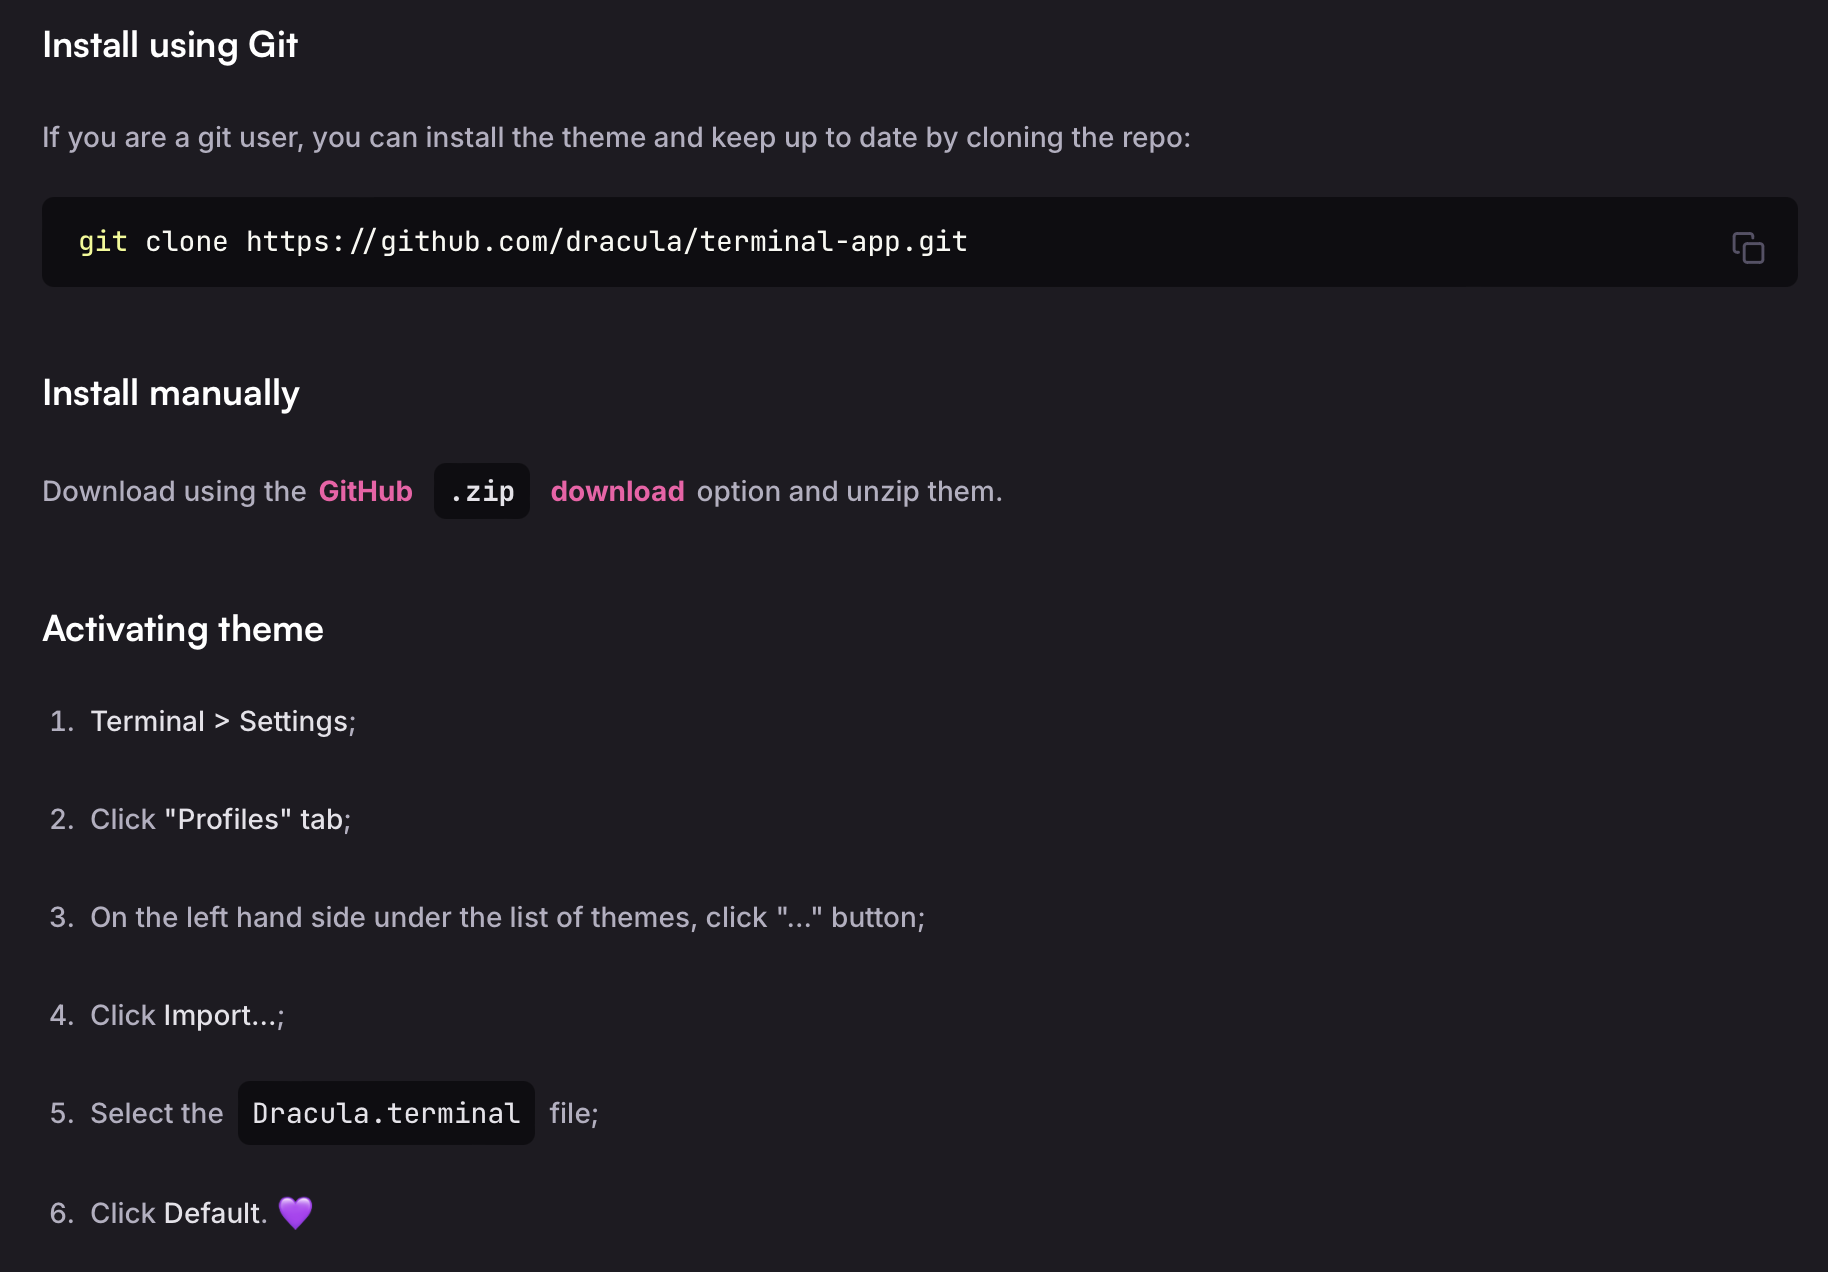 Install using Git
If you are a git user, you can install the theme and keep up to date by cloning the repo:
git clone https://github.com/dracula/terminal-app.git
Install manually
Download using the GitHub .zip download option and unzip them.
Activating theme
1. Terminal > Settings;
2. Click "Profiles" tab;
3. On the left hand side under the list of themes, click "..." button;
4. Click Import...;
5. Select the Dracula.terminal file;
6. Click Default. 💜